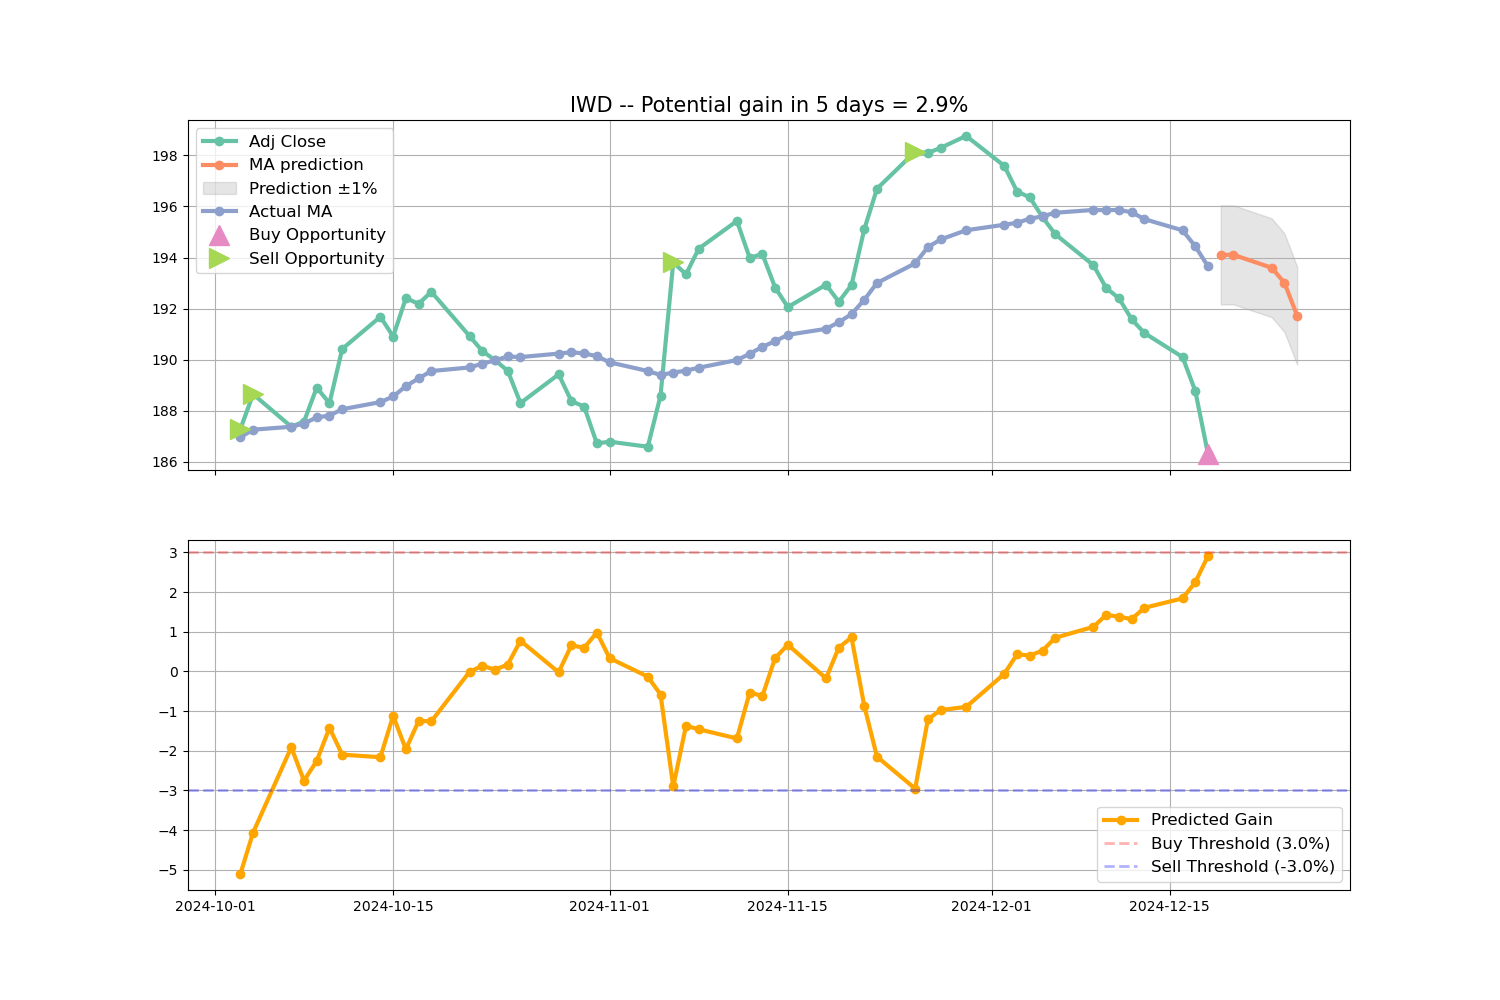 IWD -- Potential gain in 5 days = 2.9%
Adj Close
MA prediction
Prediction ±1%
Actual MA
Buy Opportunity
Sell Opportunity
198
196
194
192
190
188
186
3
2
1
0
−1
−2
−3
−4
−5
Predicted Gain
Buy Threshold (3.0%)
Sell Threshold (-3.0%)
2024-10-01 2024-10-15 2024-11-01 2024-11-15 2024-12-01 2024-12-15